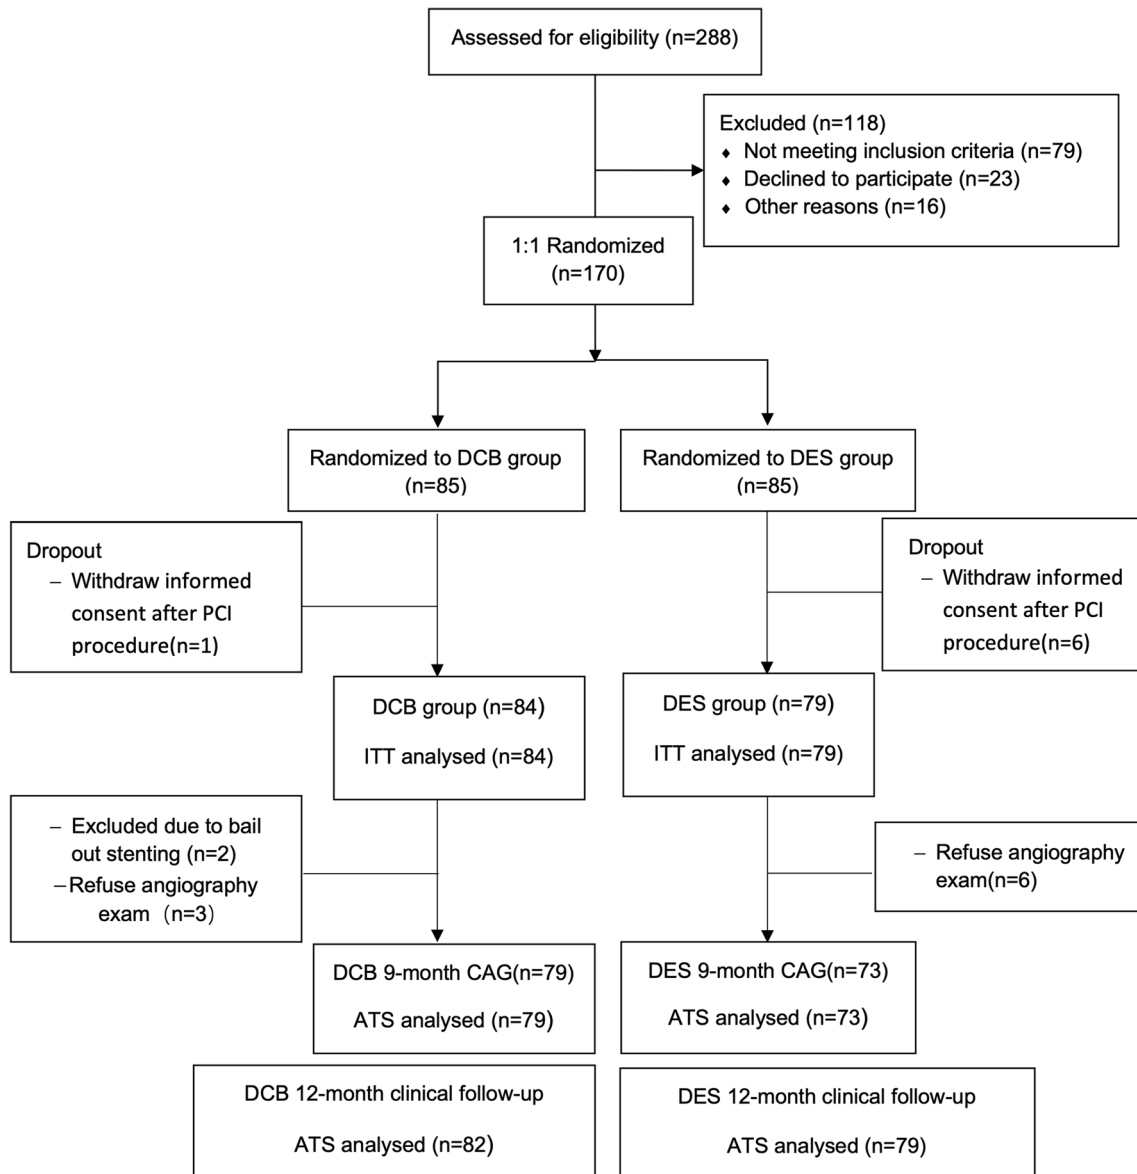 Assessed for eligibility (n=288)
Excluded (n=118)
♦ Not meeting inclusion criteria (n=79)
♦ Declined to participate (n=23)
♦ Other reasons (n=16)
1:1 Randomized
(n=170)
Randomized to DCB group
(n=85)
Randomized to DES group
(n=85)
Dropout
– Withdraw informed
consent after PCI
procedure(n=1)
Dropout
– Withdraw informed
consent after PCI
procedure(n=6)
DCB group (n=84)
ITT analysed (n=84)
DES group (n=79)
ITT analysed (n=79)
– Excluded due to bail
out stenting (n=2)
–Refuse angiography
exam（n=3）
– Refuse angiography
exam(n=6)
DCB 9-month CAG(n=79)
ATS analysed (n=79)
DES 9-month CAG(n=73)
ATS analysed (n=73)
DCB 12-month clinical follow-up
ATS analysed (n=82)
DES 12-month clinical follow-up
ATS analysed (n=79)